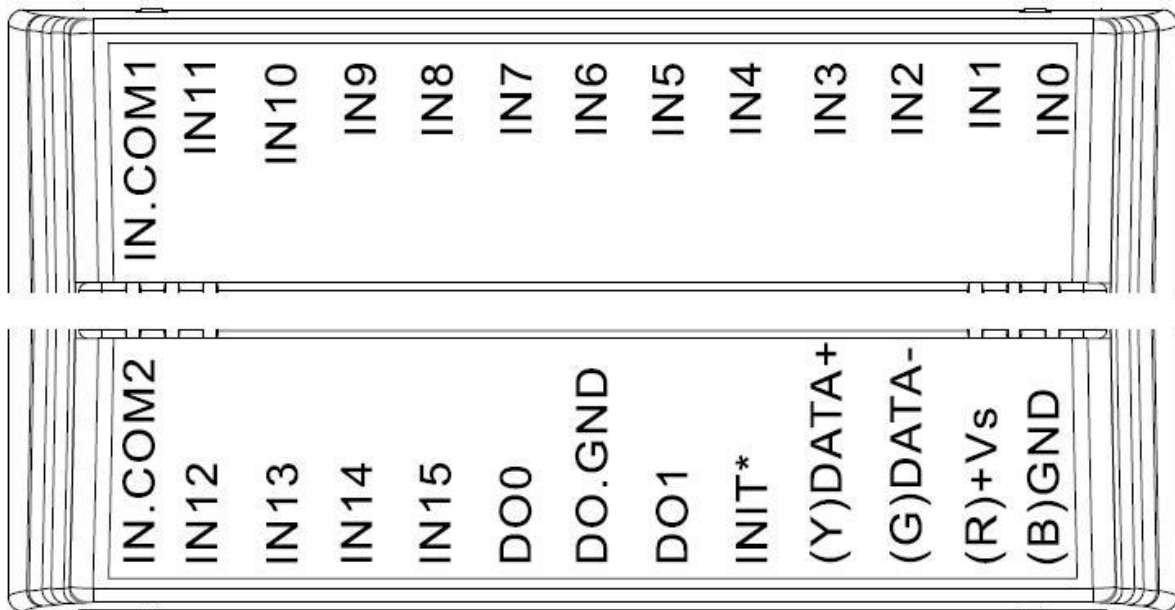 IN.COM1
IN11
IN10
IN9
IN8
IN7
IN6
IN5
IN4
IN3
IN2
IN1
IN0
IN.COM2
IN12
IN13
IN14
IN15
DO0
DO.GND
DO1
INIT*
(Y)DATA+
(G)DATA-
(R)+Vs
(B)GND